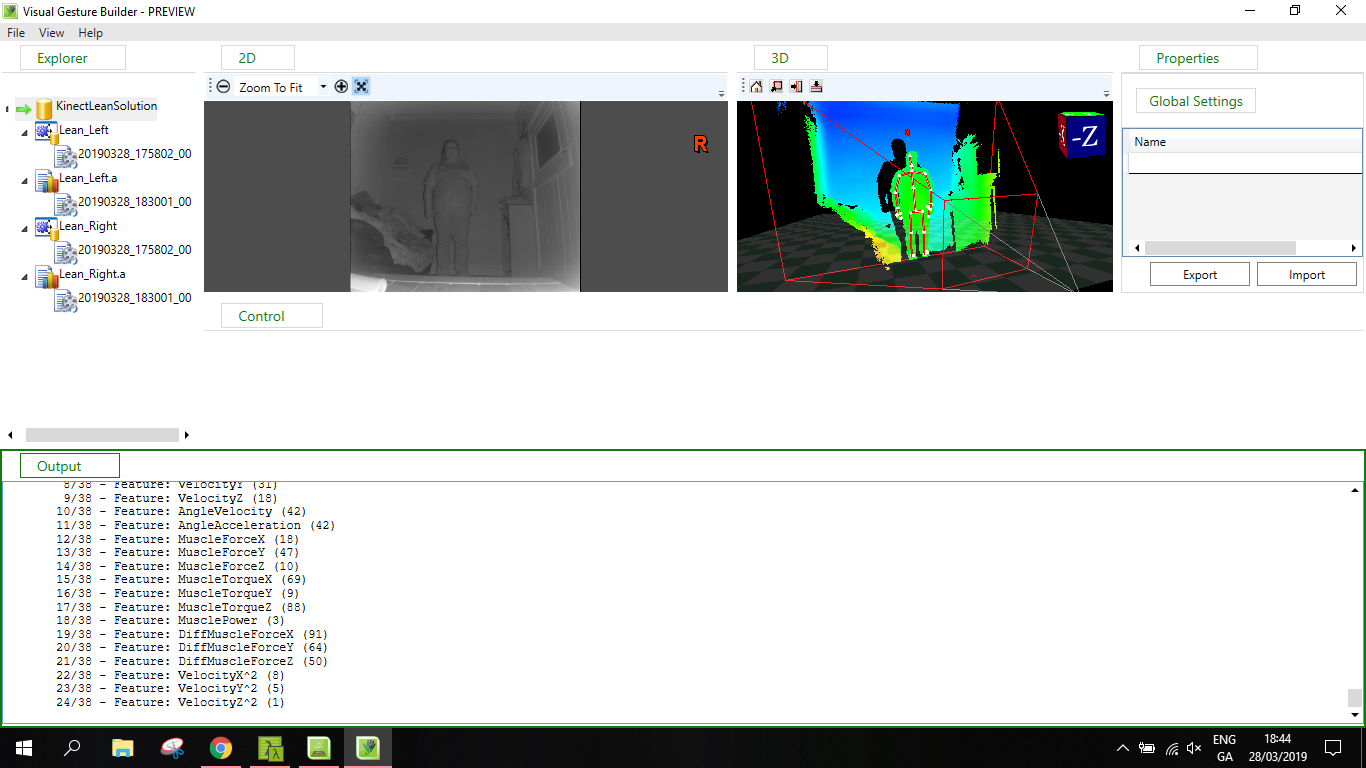 Visual Gesture Builder - PREVIEW
File View Help
Explorer
2D
3D
Properties
Zoom To Fit
Global Settings
Name
Export
Import
KinectLeanSolution
Lean_Left
20190328_175802_00
Lean_Left.a
20190328_183001_00
Lean_Right
20190328_175802_00
Lean_Right.a
20190328_183001_00
R
-Z
Control
Output
8/38 - Feature: VelocityY (31)
9/38 - Feature: VelocityZ (18)
10/38 - Feature: AngleVelocity (42)
11/38 - Feature: AngleAcceleration (42)
12/38 - Feature: MuscleForceX (18)
13/38 - Feature: MuscleForceY (47)
14/38 - Feature: MuscleForceZ (10)
15/38 - Feature: MuscleTorqueX (69)
16/38 - Feature: MuscleTorqueY (9)
17/38 - Feature: MuscleTorqueZ (88)
18/38 - Feature: MusclePower (3)
19/38 - Feature: DiffMuscleForceX (91)
20/38 - Feature: DiffMuscleForceY (64)
21/38 - Feature: DiffMuscleForceZ (50)
22/38 - Feature: VelocityX^2 (8)
23/38 - Feature: VelocityY^2 (5)
24/38 - Feature: VelocityZ^2 (1)
ENG
GA
18:44
28/03/2019